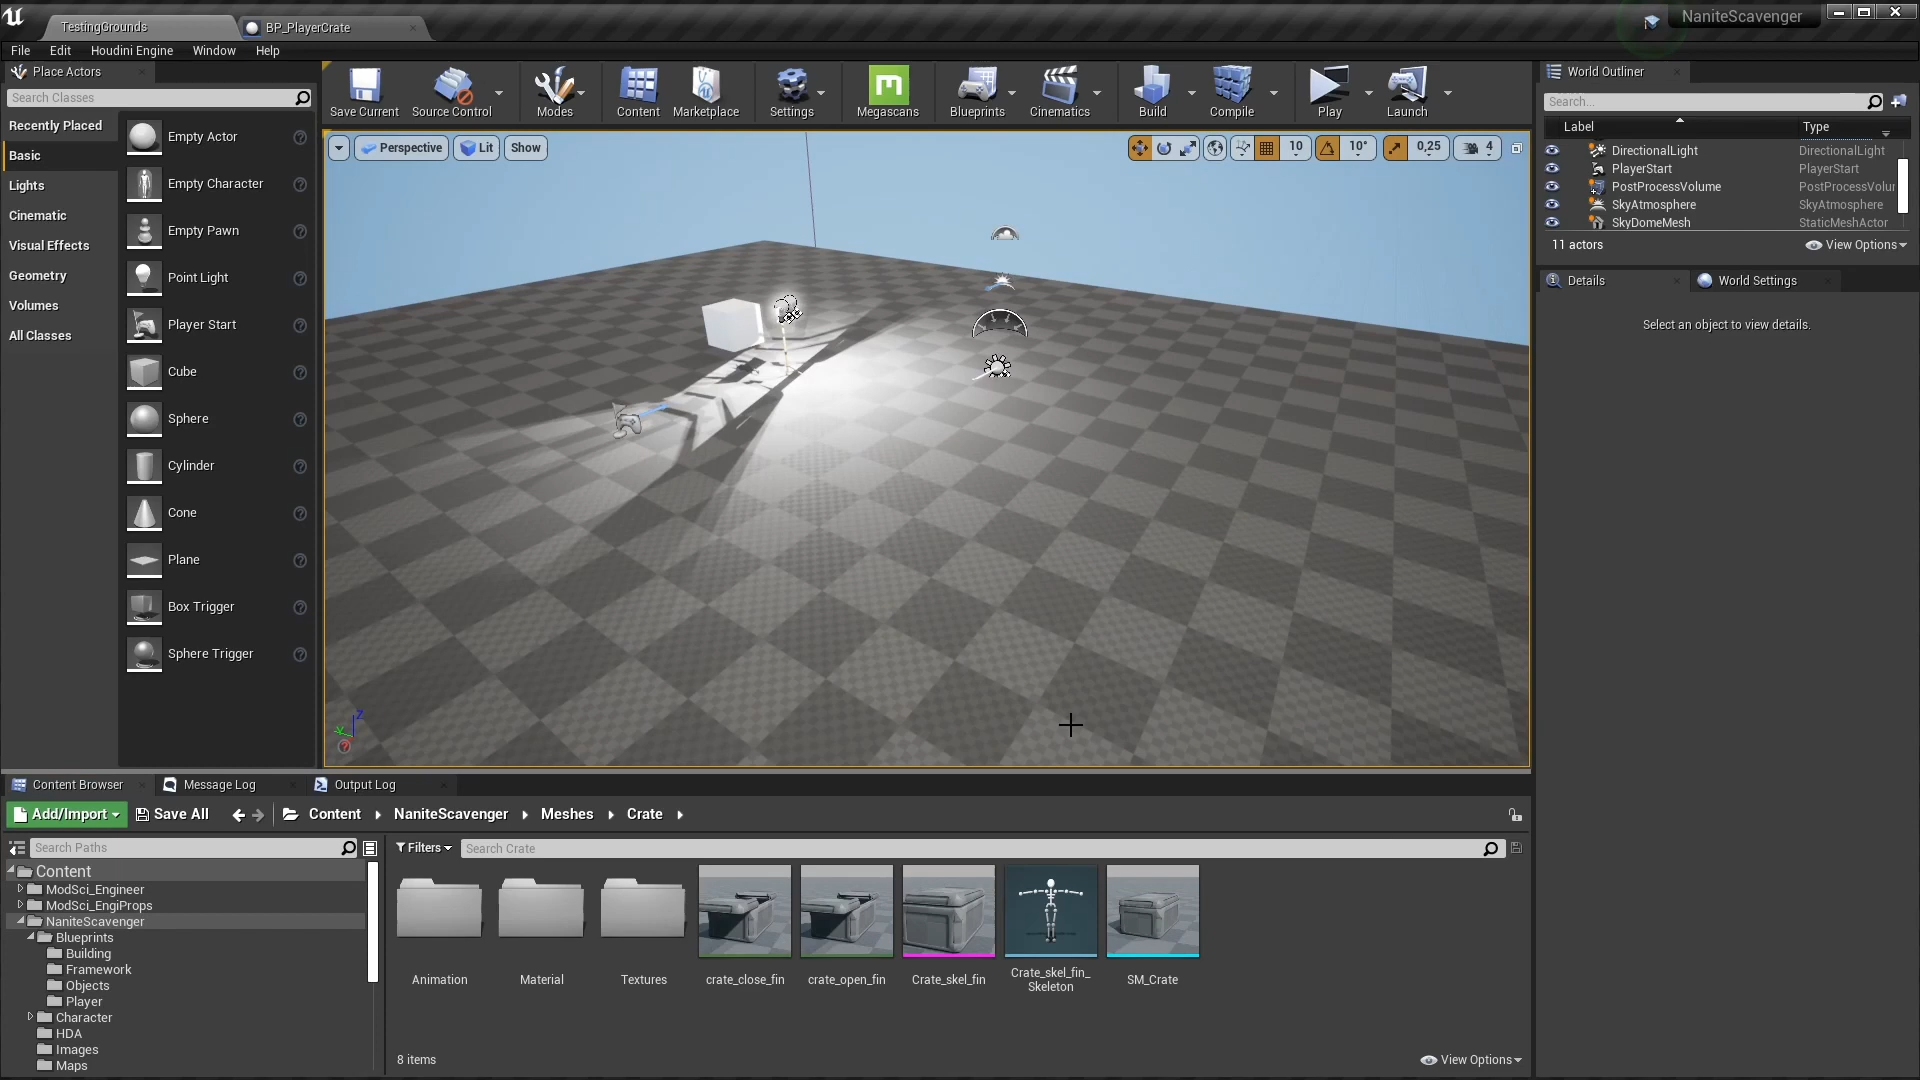 TestingGrounds
BP_PlayerCrate
NaniteScavenger
File Edit Houdini Engine Window Help
Place Actors
Search Classes
Recently Placed
Basic
Lights
Cinematic
Visual Effects
Geometry
Volumes
All Classes
Empty Actor
Empty Character
Empty Pawn
Point Light
Player Start
Cube
Sphere
Cylinder
Cone
Plane
Box Trigger
Sphere Trigger
Save Current Source Control Modes Content Marketplace Settings Megascans Blueprints Cinematics Build Compile Play Launch
Perspective Lit Show
10 10° 0,25 4
World Outliner
Search...
Label Type
DirectionalLight DirectionalLight
PlayerStart PlayerStart
PostProcessVolume PostProcessVolur
SkyAtmosphere SkyAtmosphere
SkyDomeMesh StaticMeshActor
11 actors View Options
Details World Settings
Select an object to view details.
Content Browser Message Log Output Log
Add/Import Save All Content NaniteScavenger Meshes Crate
Search Paths
Filters Search Crate
Content
ModSci_Engineer
ModSci_EngiProps
NaniteScavenger
Blueprints
Building
Framework
Objects
Player
Character
HDA
Images
Maps
Animation
Material
Textures
crate_close_fin
crate_open_fin
Crate_skel_fin
Crate_skel_fin_
Skeleton
SM_Crate
8 items View Options